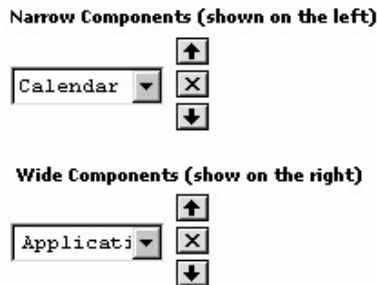 Narrow Components (shown on the left)
Calendar
Wide Components (show on the right)
Applicati